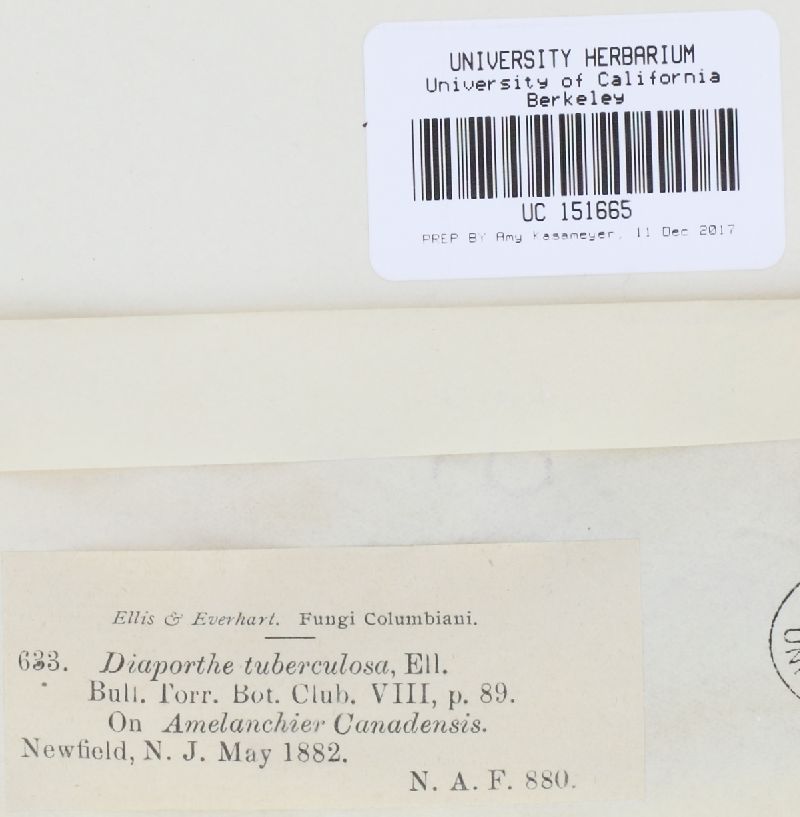 UNIVERSITY HERBARIUM
University of California
Berkeley
UC 151665
PREP BY Amy Kasameyer, 11 Dec 2017
Ellis & Everhart. Fungi Columbiani.
633. Diaporthe tuberculosa, Ell.
Bull. Torr. Bot. Club. VIII, p. 89.
On Amelanchier Canadensis.
Newfield, N. J. May 1882.
N. A. F. 880.
UN